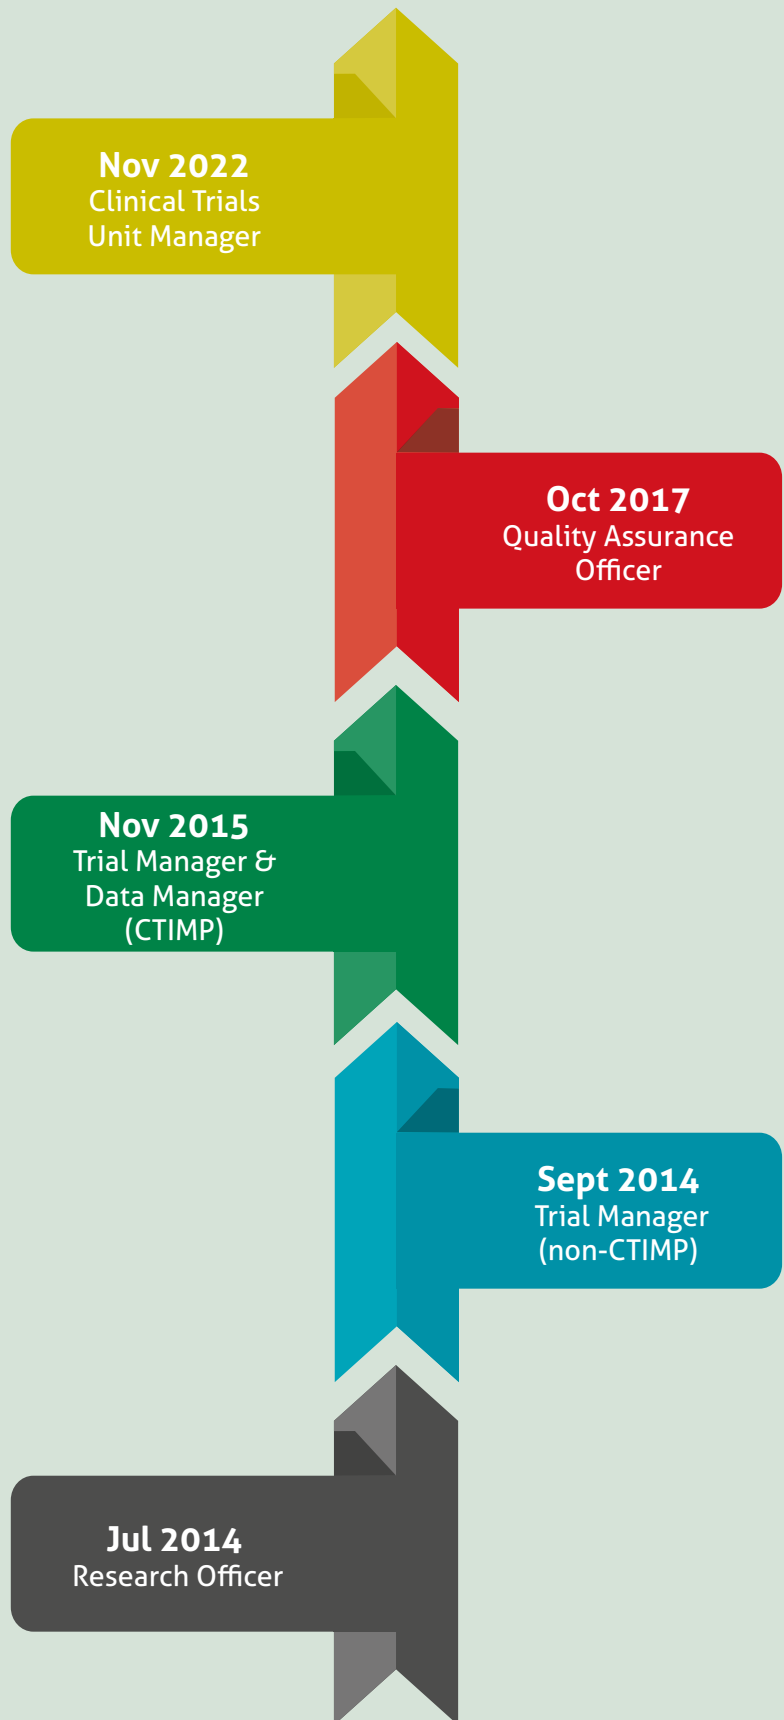 Nov 2022
Clinical Trials
Unit Manager
Oct 2017
Quality Assurance
Officer
Nov 2015
Trial Manager &
Data Manager
(CTIMP)
Sept 2014
Trial Manager
(non-CTIMP)
Jul 2014
Research Officer